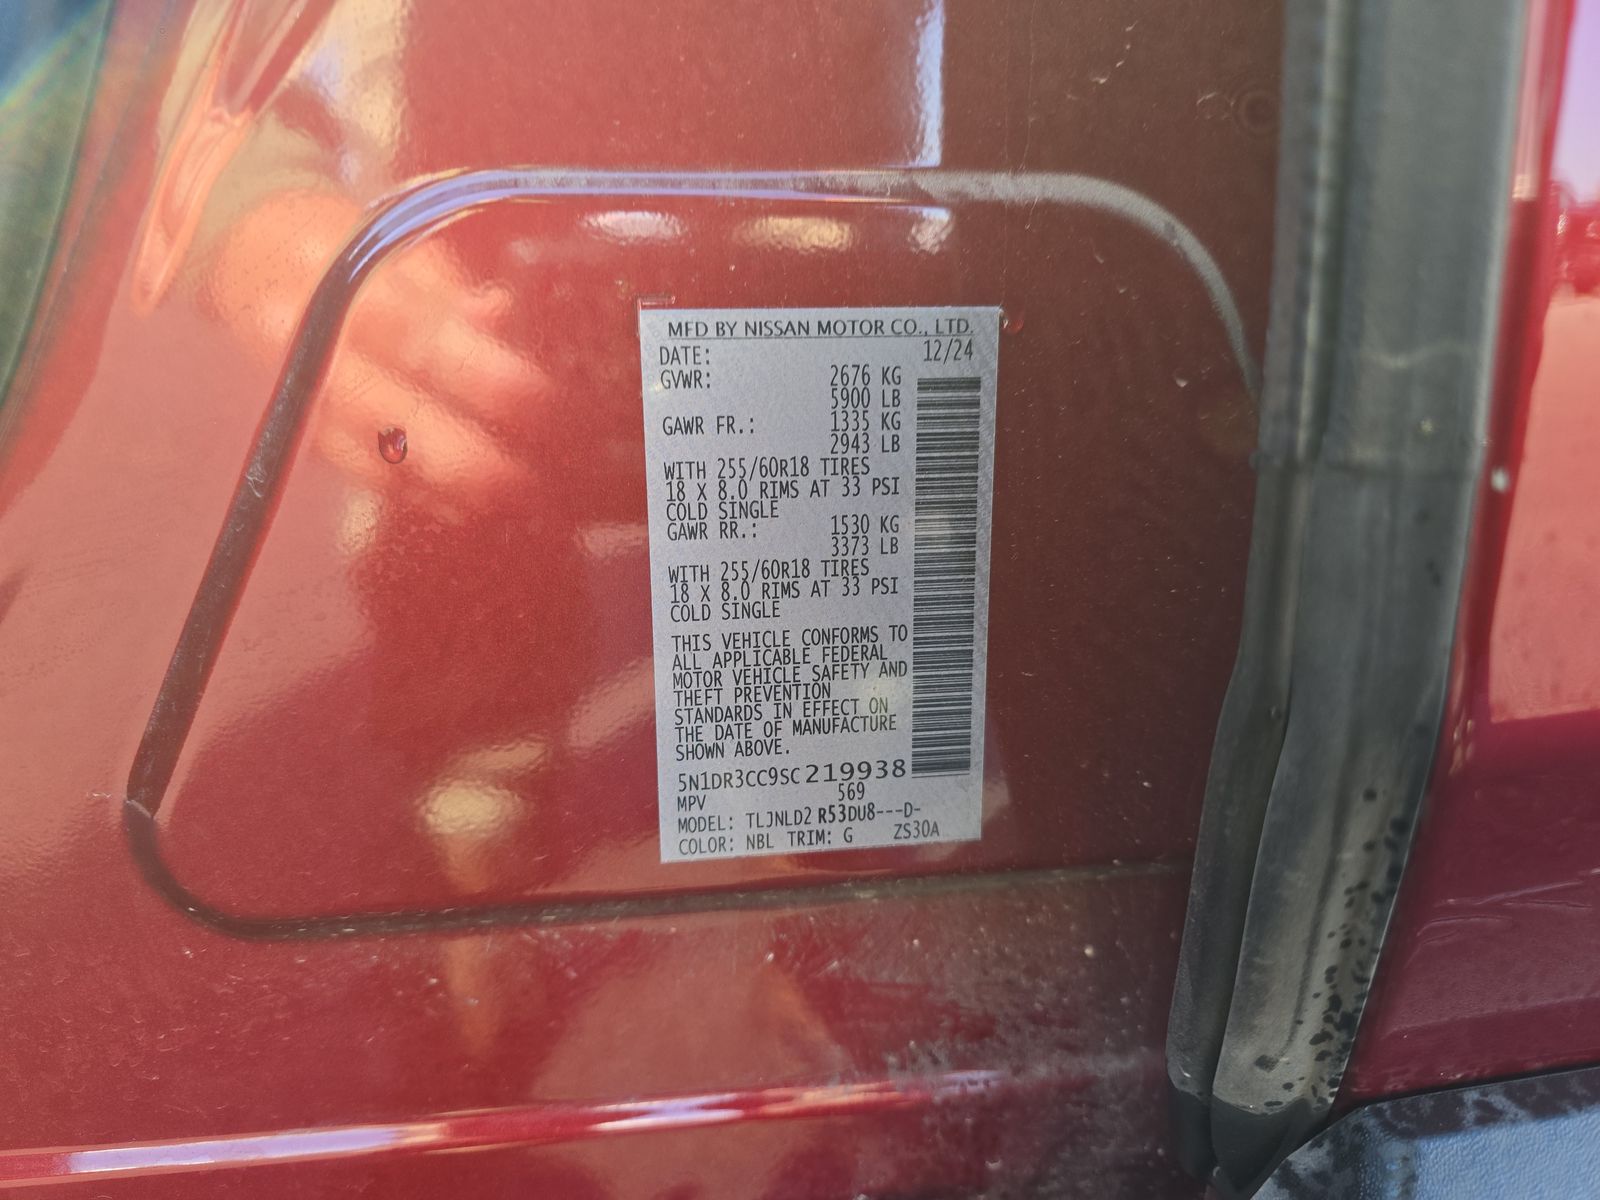 MFD BY NISSAN MOTOR CO., LTD.
DATE: 12/24
GVWR: 2676 KG
5900 LB
GAWR FR.: 1335 KG
2943 LB
WITH 255/60R18 TIRES
18 X 8.0 RIMS AT 33 PSI
COLD SINGLE
GAWR RR.: 1530 KG
3373 LB
WITH 255/60R18 TIRES
18 X 8.0 RIMS AT 33 PSI
COLD SINGLE
THIS VEHICLE CONFORMS TO
ALL APPLICABLE FEDERAL
MOTOR VEHICLE SAFETY AND
THEFT PREVENTION
STANDARDS IN EFFECT ON
THE DATE OF MANUFACTURE
SHOWN ABOVE.
5N1DR3CC9SC219938
MPV 569
MODEL: TLJNLD2 R53DU8---D-
COLOR: NBL TRIM: G ZS30A